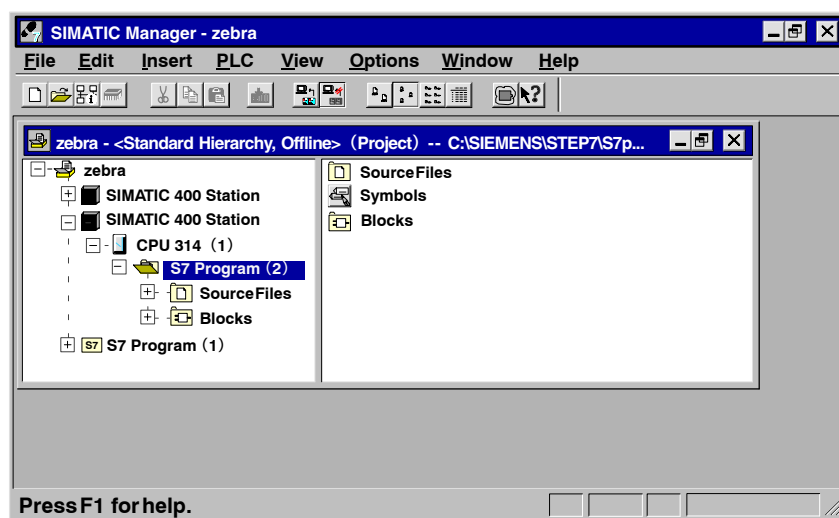 SIMATIC Manager - zebra
File Edit Insert PLC View Options Window Help
zebra - <Standard Hierarchy, Offline> (Project) -- C:\SIEMENS\STEP7\S7p...
zebra
SIMATIC 400 Station
SIMATIC 400 Station
CPU 314 (1)
S7 Program (2)
SourceFiles
Blocks
S7 S7 Program (1)
SourceFiles
Symbols
Blocks
Press F1 for help.